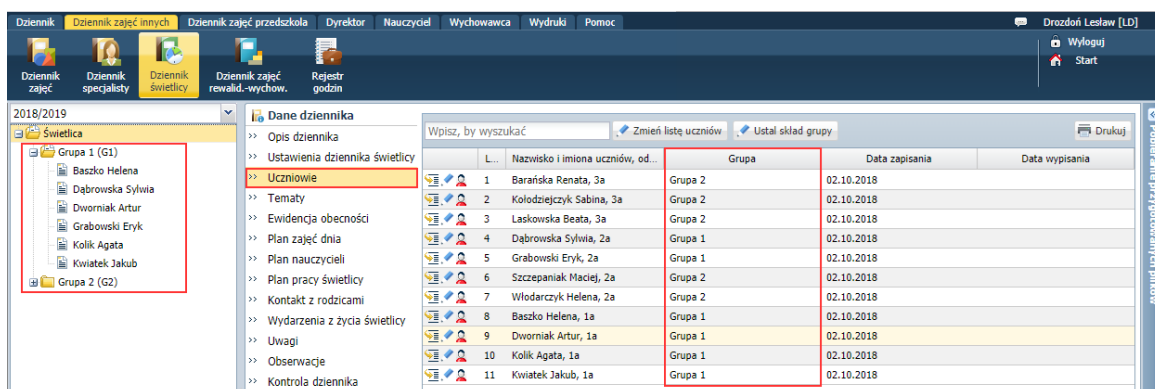 Dziennik Dziennik zajęć innych Dziennik zajęć przedszkola Dyrektor Nauczyciel Wychowawca Wydruki Pomoc Drozdoń Lesław [LD]
Wyloguj
Start
Dziennik zajęć
Dziennik specjalisty
Dziennik świetlicy
Dziennik zajęć rewalid.-wychow.
Rejestr godzin
2018/2019
Świetlica
Grupa 1 (G1)
Baszko Helena
Dąbrowska Sylwia
Dworniak Artur
Grabowski Eryk
Kolik Agata
Kwiatek Jakub
Grupa 2 (G2)
Dane dziennika
>> Opis dziennika
>> Ustawienia dziennika świetlicy
>> Uczniowie
>> Tematy
>> Ewidencja obecności
>> Plan zajęć dnia
>> Plan nauczycieli
>> Plan pracy świetlicy
>> Kontakt z rodzicami
>> Wydarzenia z życia świetlicy
>> Uwagi
>> Obserwacje
>> Kontrola dziennika
Wpisz, by wyszukać Zmień listę uczniów Ustal skład grupy Drukuj
L... Nazwisko i imiona uczniów, od... Grupa Data zapisania Data wypisania
1 Barańska Renata, 3a Grupa 2 02.10.2018
2 Kołodziejczyk Sabina, 3a Grupa 2 02.10.2018
3 Laskowska Beata, 3a Grupa 2 02.10.2018
4 Dąbrowska Sylwia, 2a Grupa 1 02.10.2018
5 Grabowski Eryk, 2a Grupa 1 02.10.2018
6 Szczepaniak Maciej, 2a Grupa 2 02.10.2018
7 Włodarczyk Helena, 2a Grupa 2 02.10.2018
8 Baszko Helena, 1a Grupa 1 02.10.2018
9 Dworniak Artur, 1a Grupa 1 02.10.2018
10 Kolik Agata, 1a Grupa 1 02.10.2018
11 Kwiatek Jakub, 1a Grupa 1 02.10.2018
Pobieranie przygotowanych plików